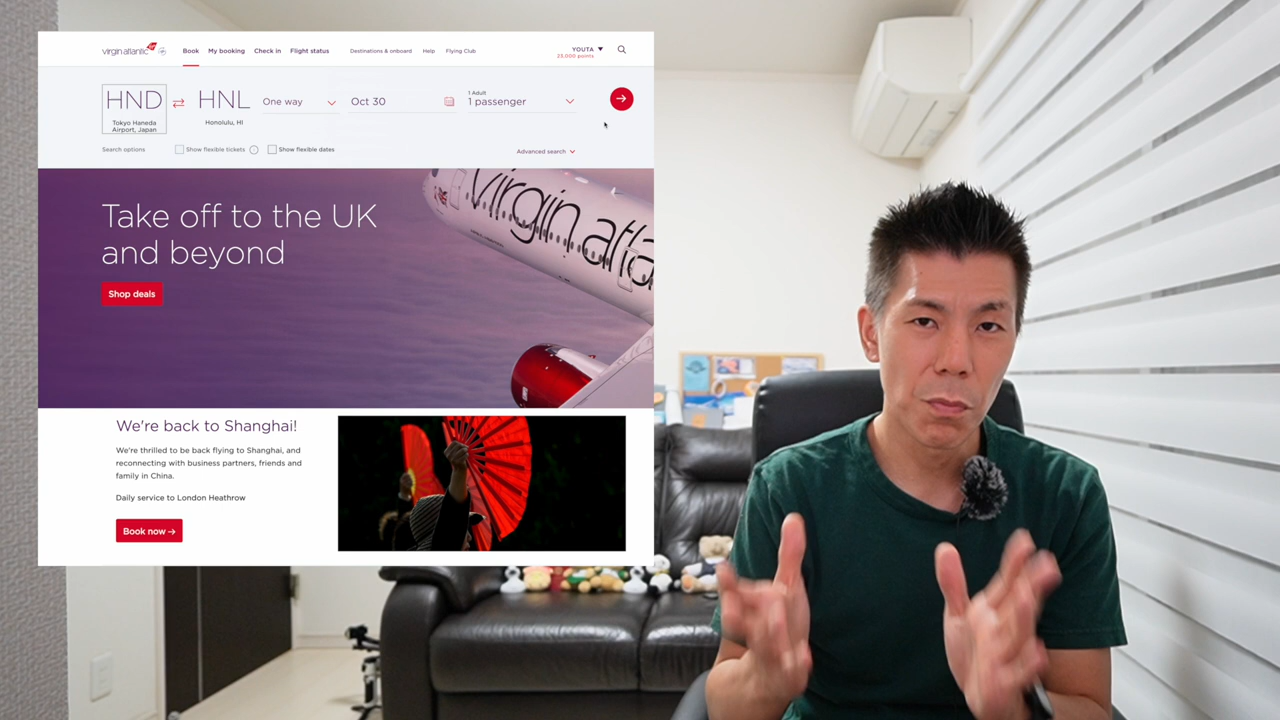 virgin atlantic
Book My booking Check in Flight status Destinations & onboard Help Flying Club
YOUTA
23,000 points
HND
Tokyo Haneda
Airport, Japan
HNL
Honolulu, HI
One way
Oct 30
1 Adult
1 passenger
Search options
Show flexible tickets
Show flexible dates
Advanced search
Take off to the UK
and beyond
Shop deals
virgin atla
We're back to Shanghai!
We're thrilled to be back flying to Shanghai, and
reconnecting with business partners, friends and
family in China.
Daily service to London Heathrow
Book now →